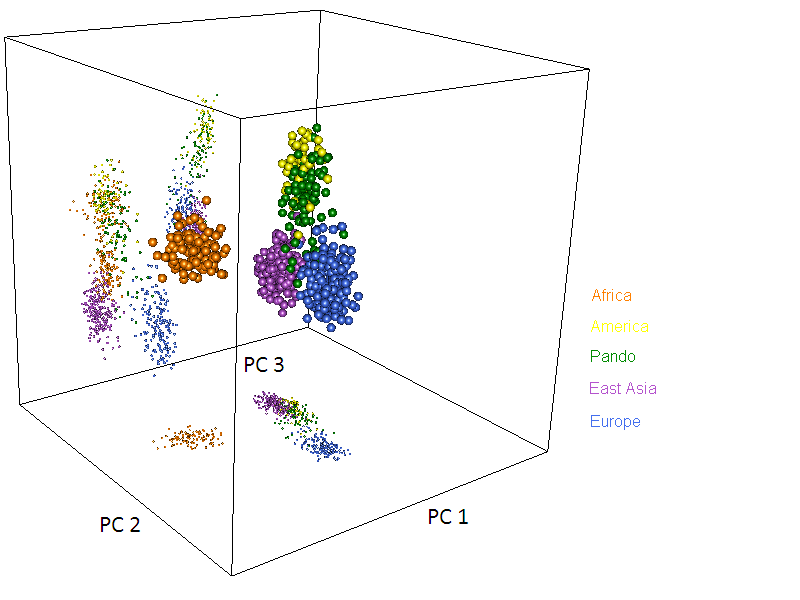 Africa
America
Pando
East Asia
Europe
PC 3
PC 2
PC 1